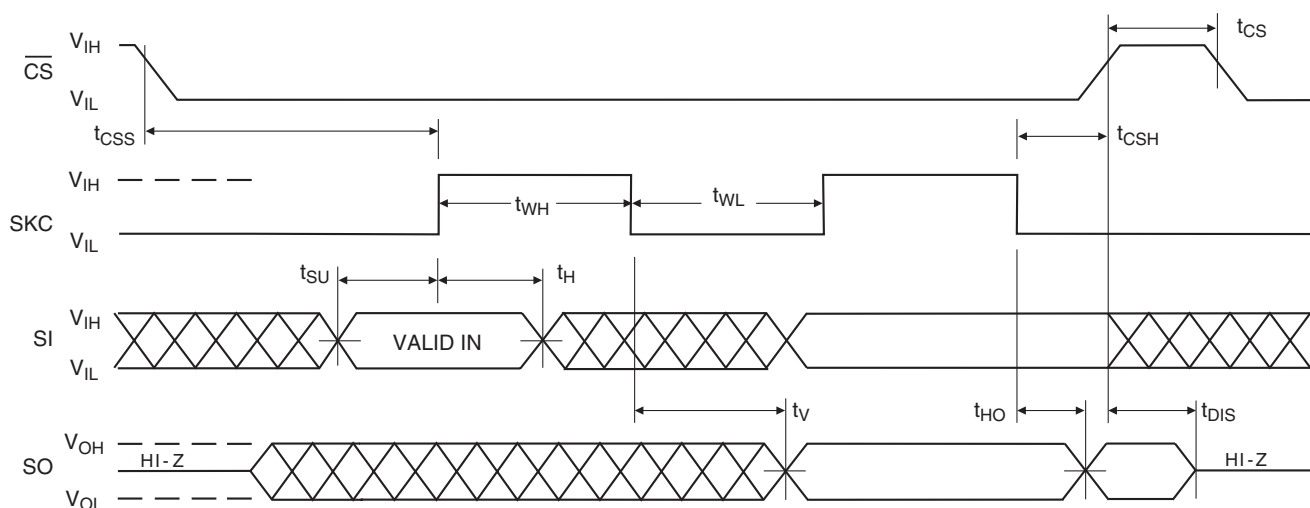 V_IH
t_CS
CS
V_IL
t_CSS
t_CSH
V_IH
t_WH
t_WL
SKC
V_IL
t_SU
t_H
V_IH
SI
VALID IN
V_IL
t_V
t_HO
t_DIS
V_OH
SO
HI-Z
HI-Z
V_OL